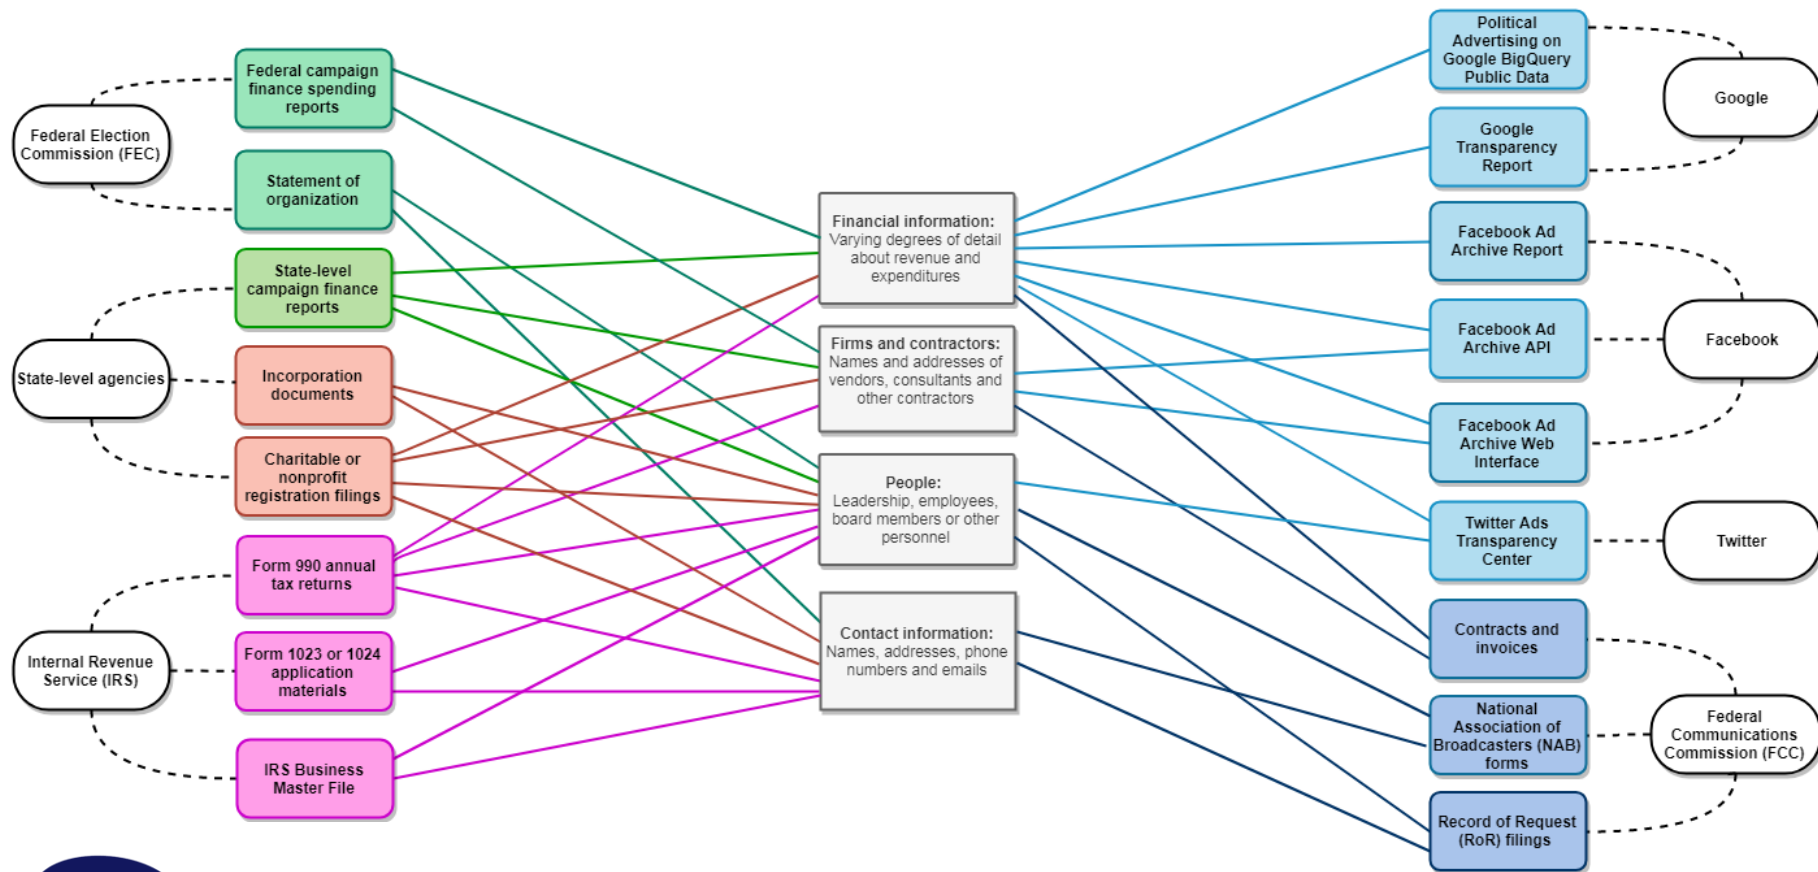 Federal Election
Commission (FEC)
State-level agencies
Internal Revenue
Service (IRS)
Federal campaign
finance spending
reports
Statement of
organization
State-level
campaign finance
reports
Incorporation
documents
Charitable or
nonprofit
registration filings
Form 990 annual
tax returns
Form 1023 or 1024
application
materials
IRS Business
Master File
Financial information:
Varying degrees of detail
about revenue and
expenditures
Firms and contractors:
Names and addresses of
vendors, consultants and
other contractors
People:
Leadership, employees,
board members or other
personnel
Contact information:
Names, addresses, phone
numbers and emails
Political
Advertising on
Google BigQuery
Public Data
Google
Transparency
Report
Facebook Ad
Archive Report
Facebook Ad
Archive API
Facebook Ad
Archive Web
Interface
Twitter Ads
Transparency
Center
Contracts and
invoices
National
Association of
Broadcasters (NAB)
forms
Record of Request
(RoR) filings
Google
Facebook
Twitter
Federal
Communications
Commission (FCC)